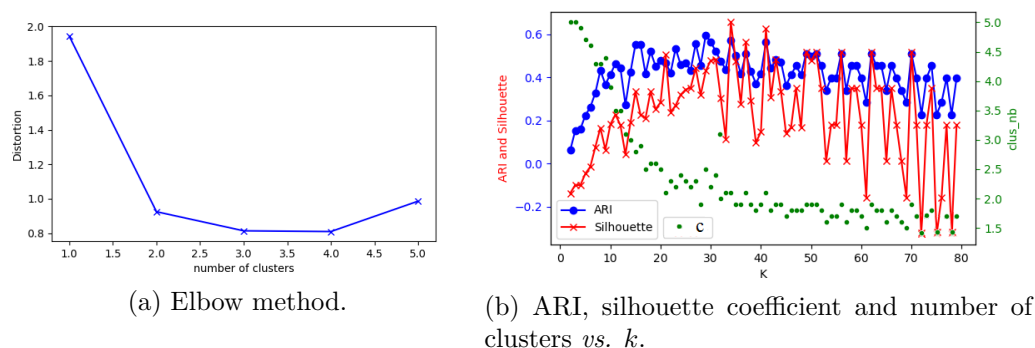 2.0
1.8
1.6
1.4
1.2
1.0
0.8
Distortion
1.0 1.5 2.0 2.5 3.0 3.5 4.0 4.5 5.0
number of clusters
(a) Elbow method.
0.6
0.4
0.2
0.0
−0.2
ARI and Silhouette
5.0
4.5
4.0
3.5
3.0
2.5
2.0
1.5
clus_nb
ARI
Silhouette
c
0 10 20 30 40 50 60 70 80
K
(b) ARI, silhouette coefficient and number of
clusters vs. k.